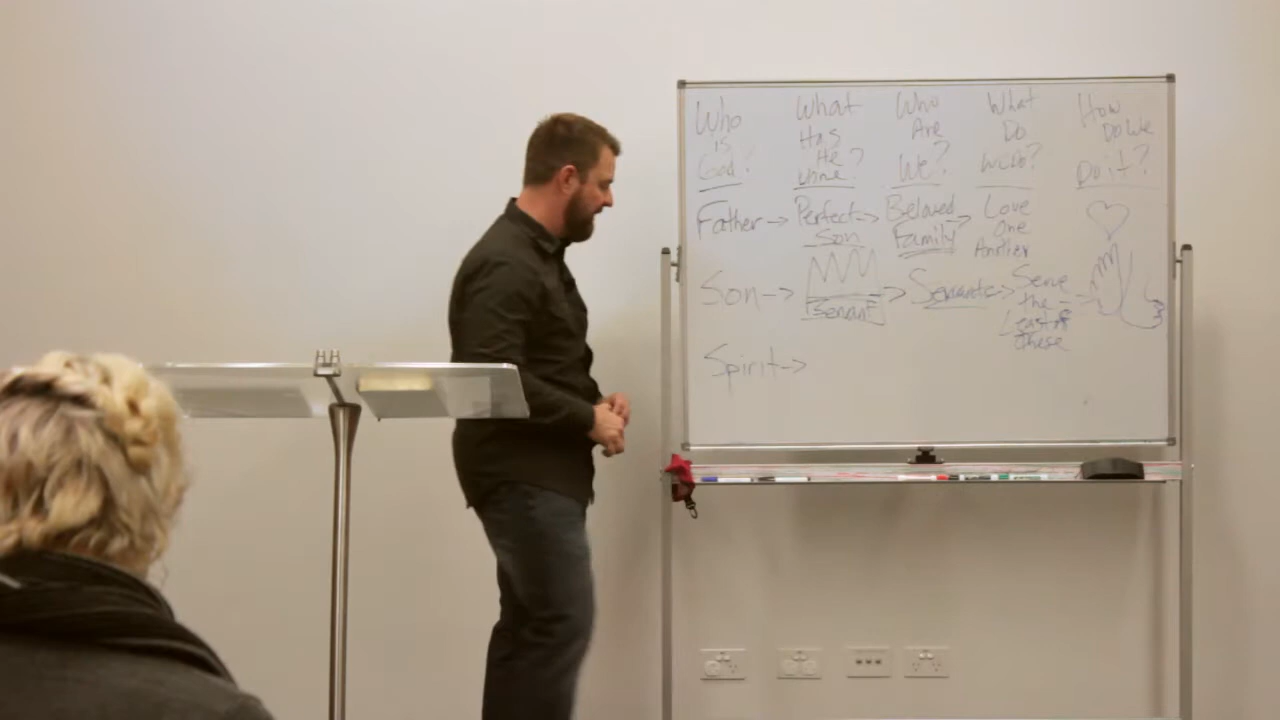 Who
is
God?
What
Has
He
Done?
Who
Are
We?
What
Do
We Do?
How
Do We
Do it?
Father → Perfect → Beloved → Love
Son Family One
Another
Son → Servant → Servants → Serve
the
least of
these
Spirit →